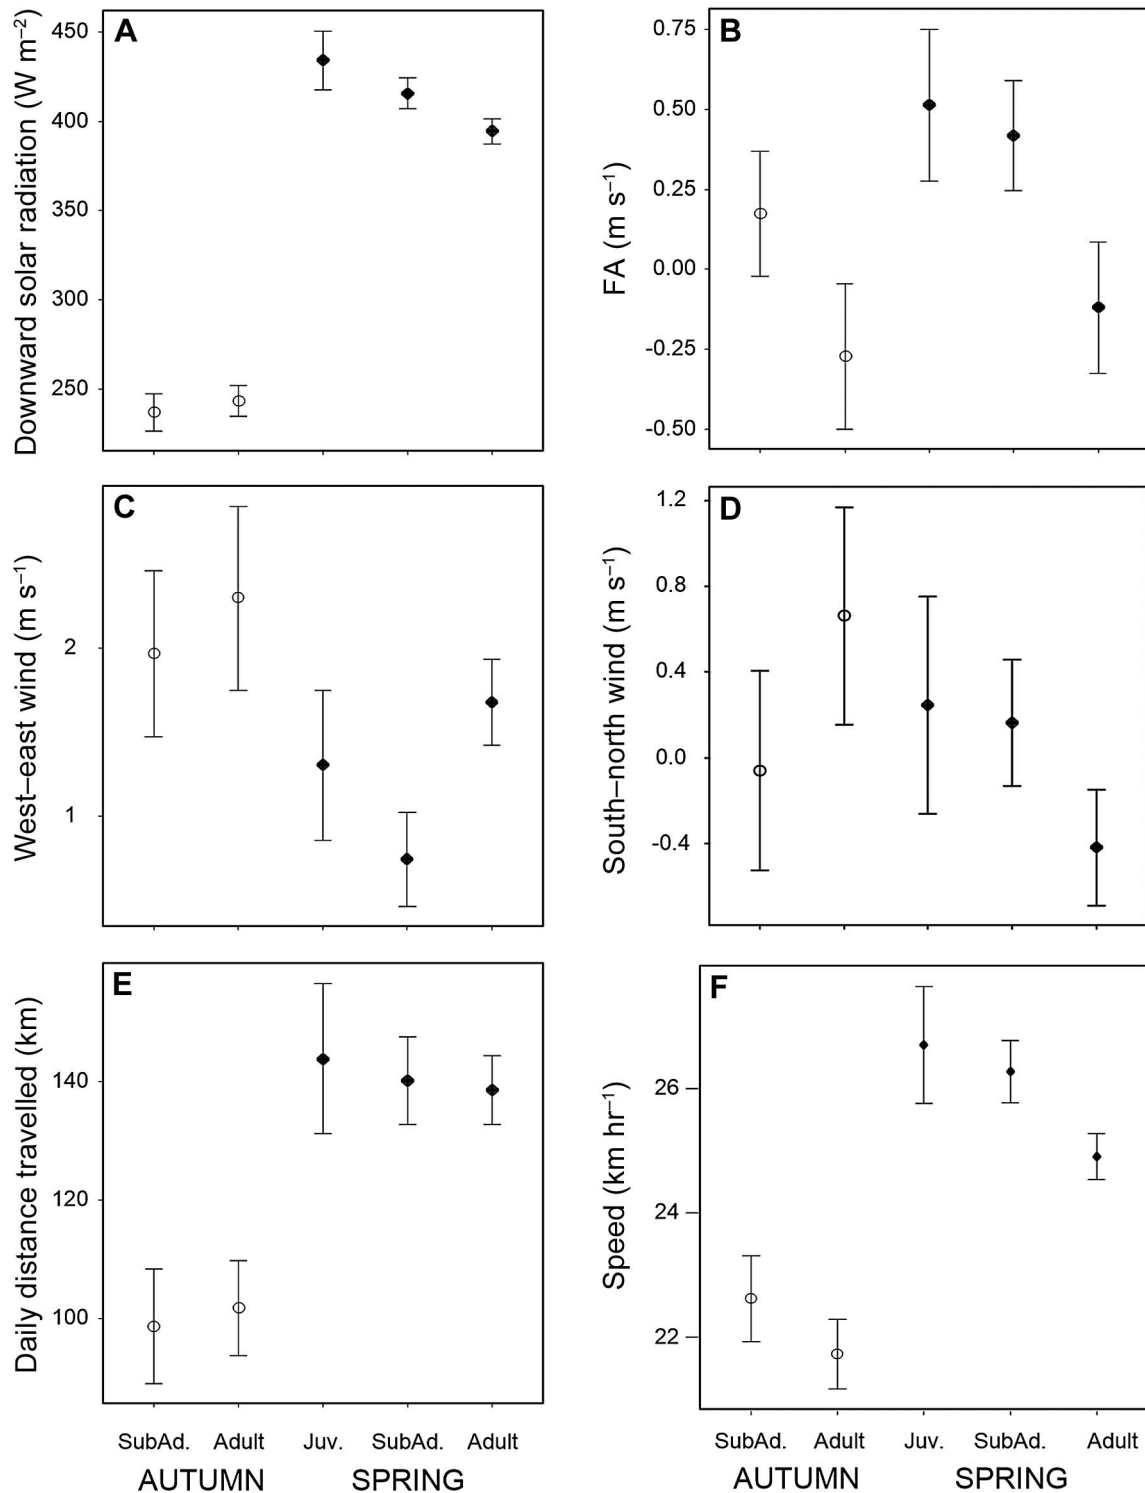 A
Downward solar radiation (W m⁻²)
450
400
350
300
250
B
FA (m s⁻¹)
0.75
0.50
0.25
0.00
-0.25
-0.50
C
West–east wind (m s⁻¹)
2
1
D
South–north wind (m s⁻¹)
1.2
0.8
0.4
0.0
-0.4
E
Daily distance travelled (km)
140
120
100
SubAd. Adult Juv. SubAd. Adult
AUTUMN SPRING
F
Speed (km hr⁻¹)
26
24
22
SubAd. Adult Juv. SubAd. Adult
AUTUMN SPRING